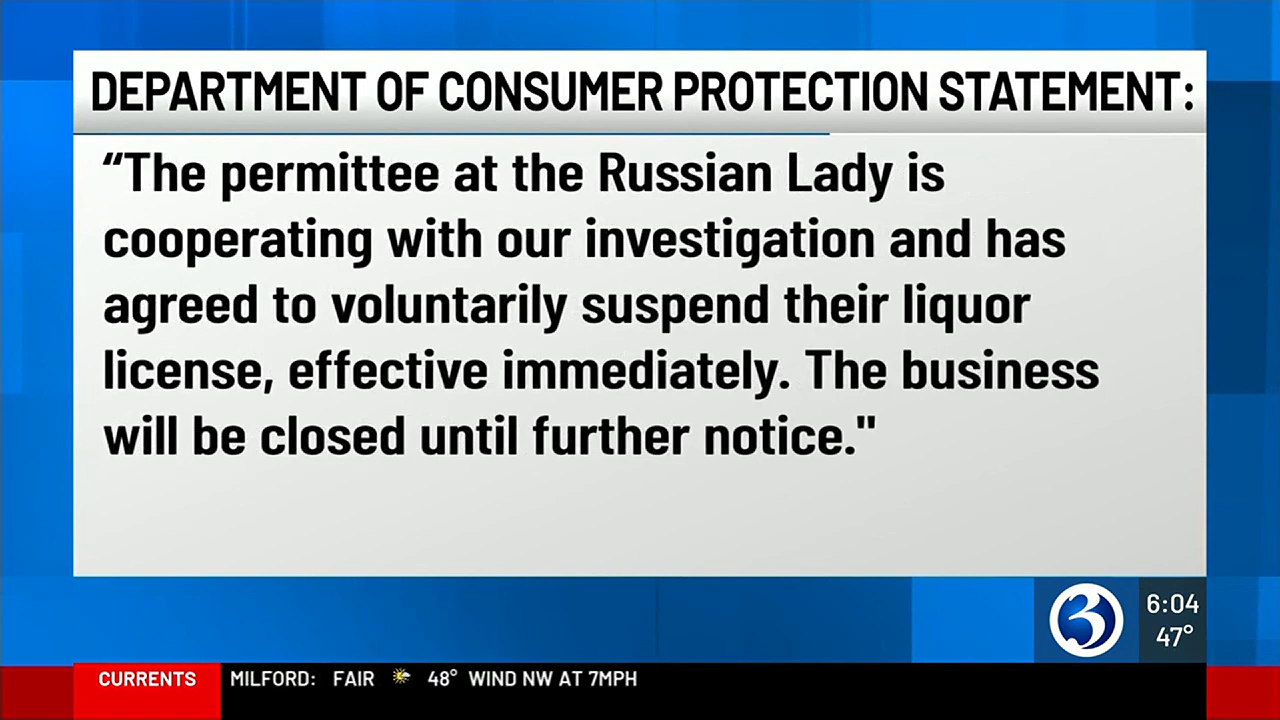 DEPARTMENT OF CONSUMER PROTECTION STATEMENT:
“The permittee at the Russian Lady is
cooperating with our investigation and has
agreed to voluntarily suspend their liquor
license, effective immediately. The business
will be closed until further notice."
3
6:04
47°
CURRENTS
MILFORD: FAIR 48° WIND NW AT 7MPH